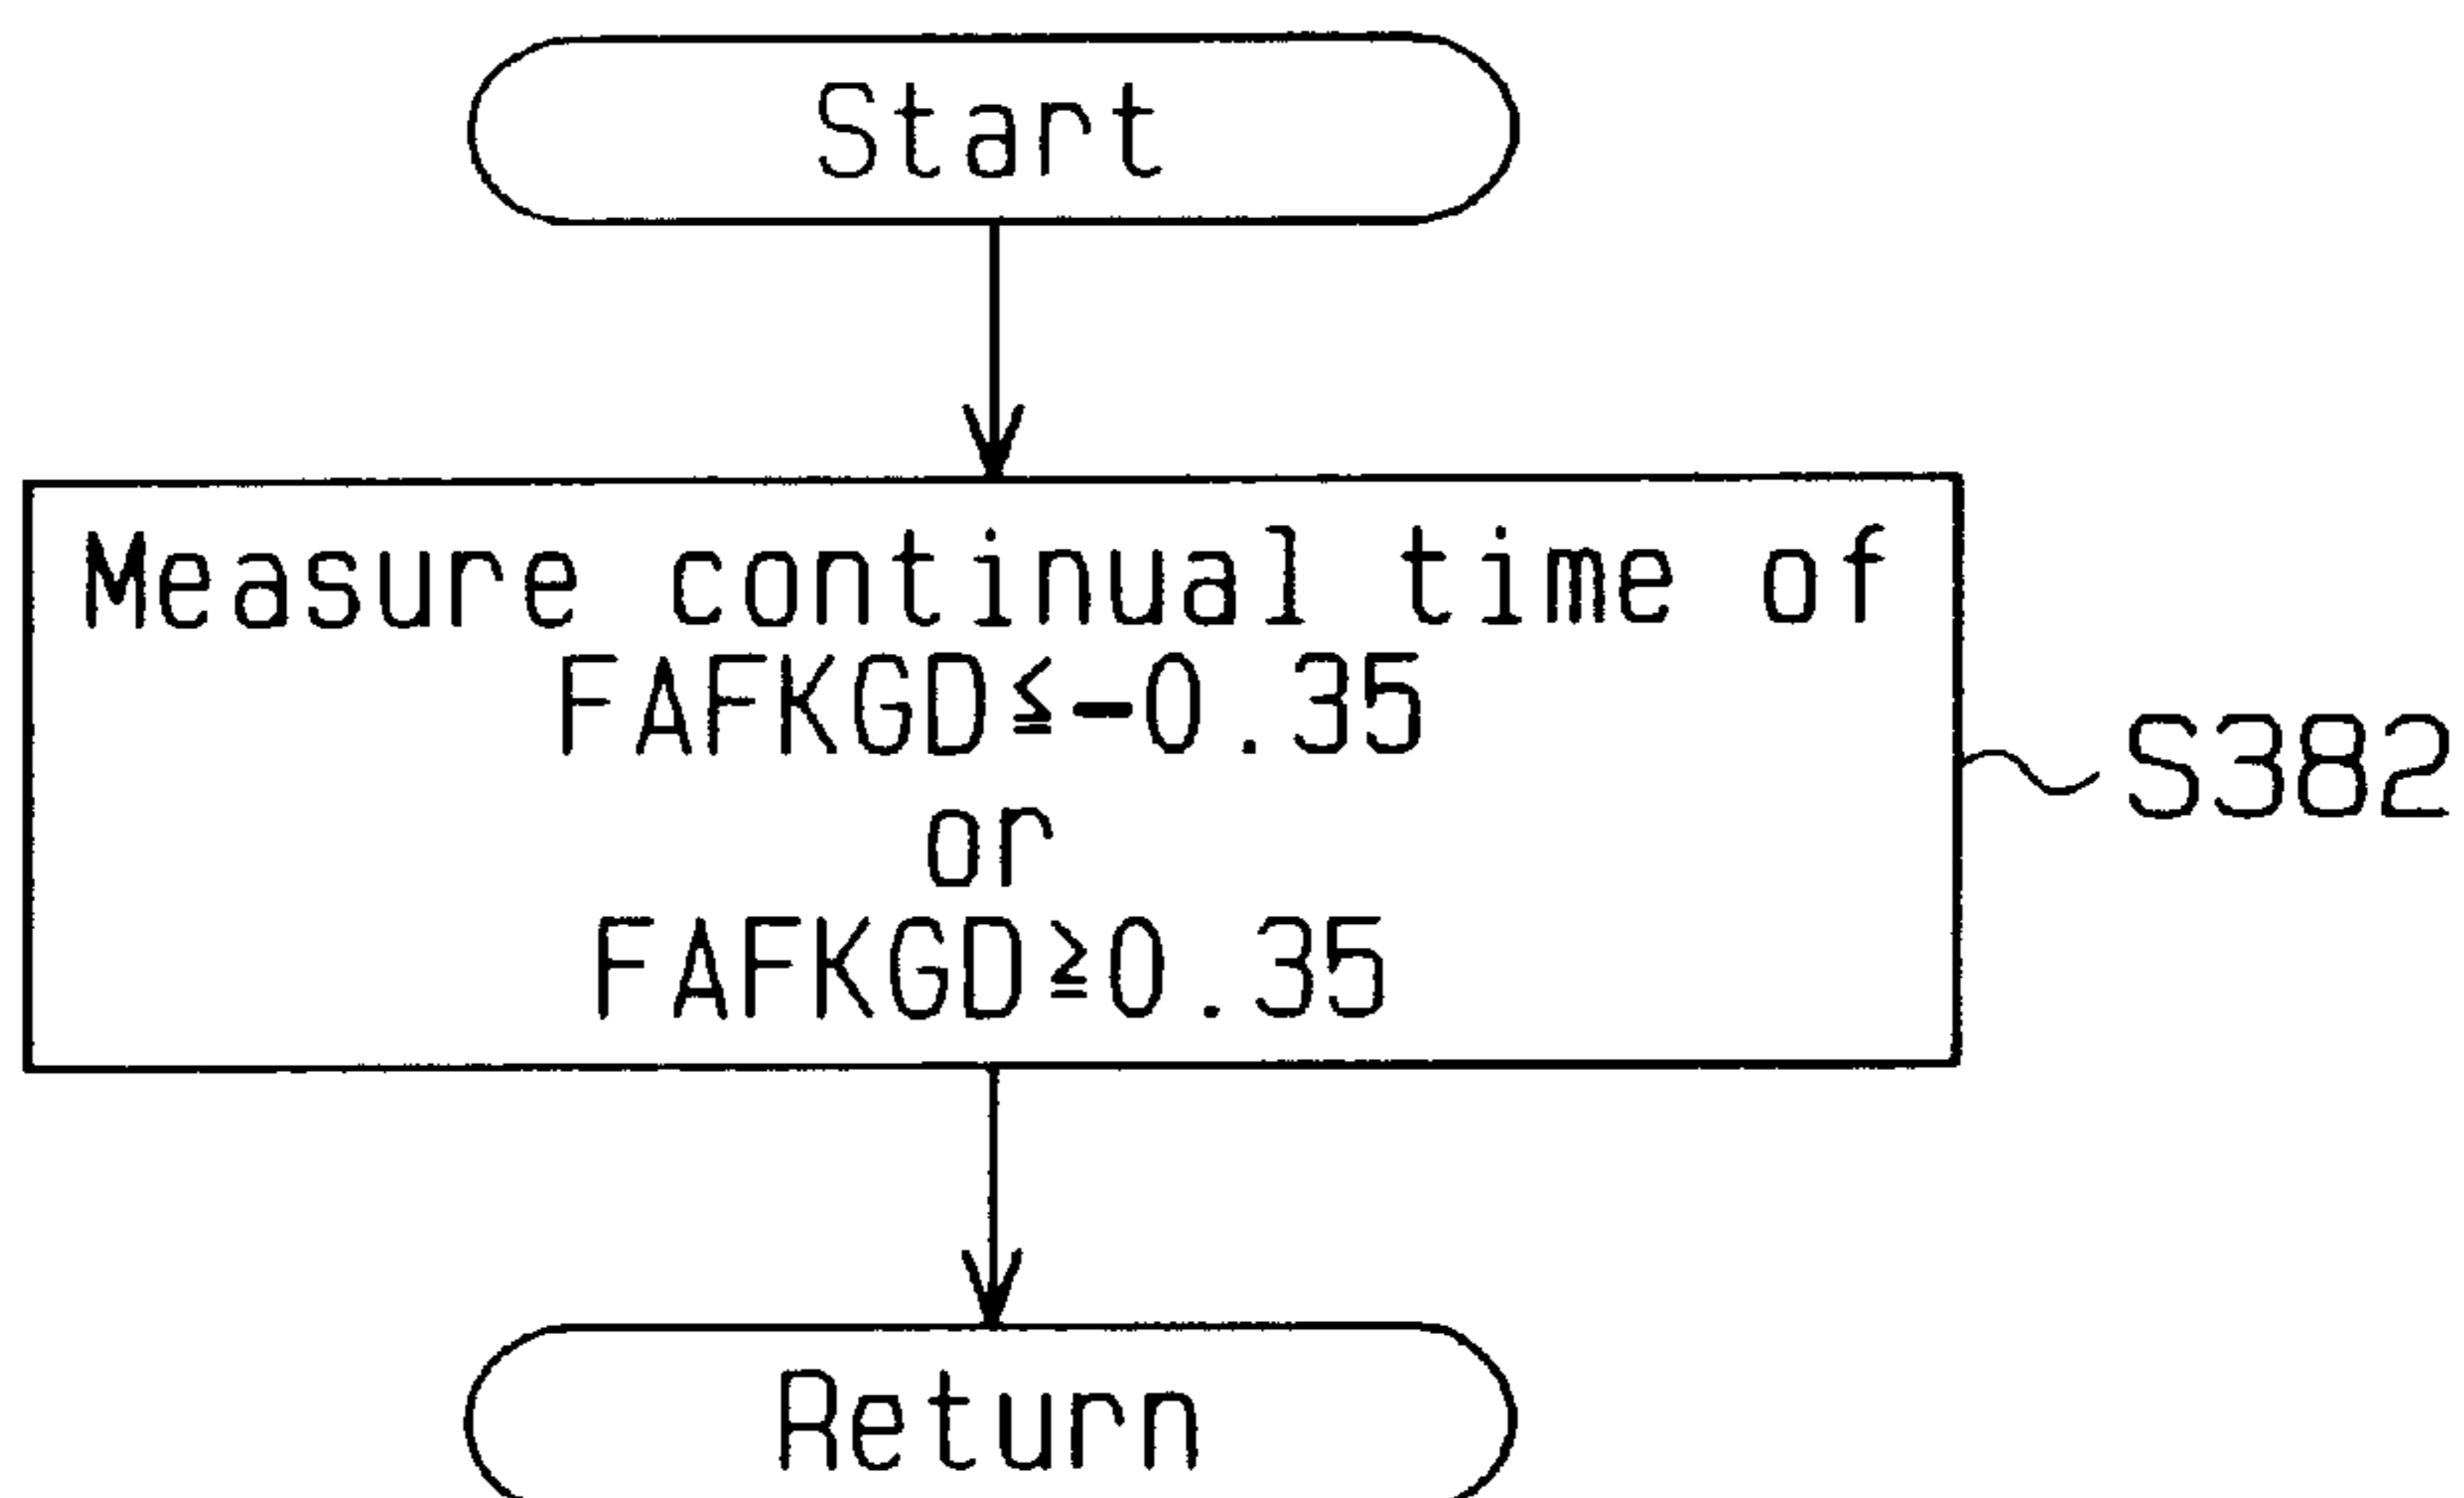 Start
Measure continual time of
FAFKGD≦-0.35
or
FAFKGD≧0.35
S382
Return